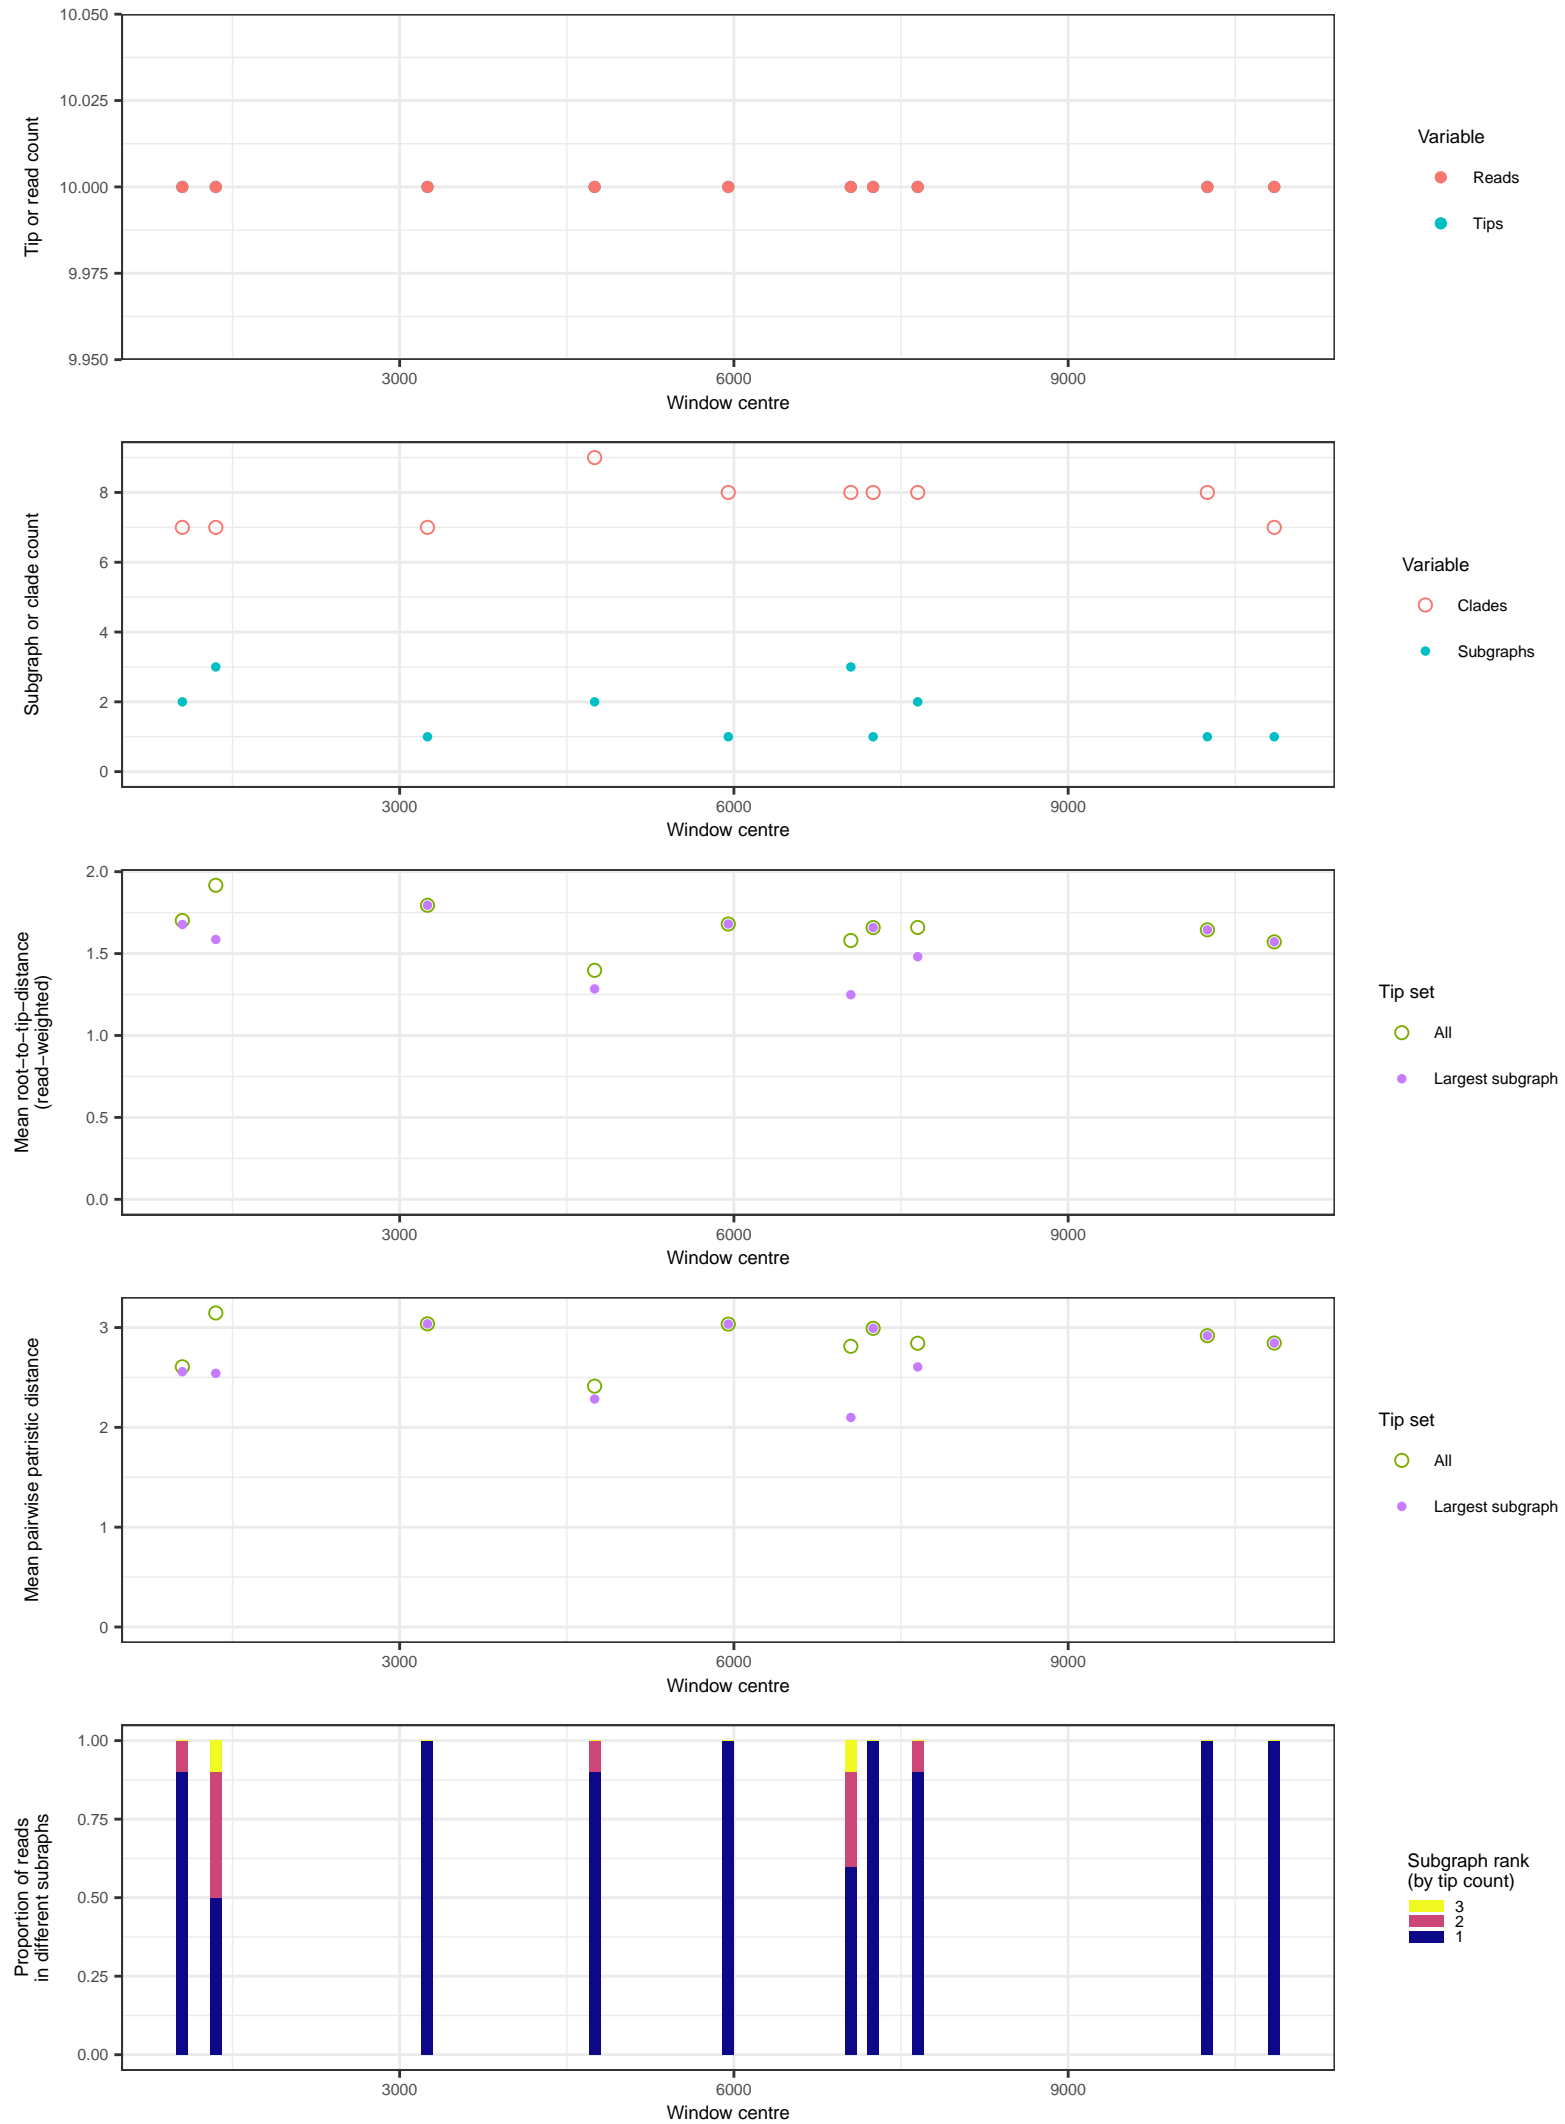 10.050
10.025
10.000
9.975
9.950
Tip or read count
3000
6000
9000
Window centre
Variable
Reads
Tips
8
6
4
2
0
Subgraph or clade count
3000
6000
9000
Window centre
Variable
Clades
Subgraphs
2.0
1.5
1.0
0.5
0.0
Mean root−to−tip−distance
(read−weighted)
3000
6000
9000
Window centre
Tip set
All
Largest subgraph
3
2
1
0
Mean pairwise patristic distance
3000
6000
9000
Window centre
Tip set
All
Largest subgraph
1.00
0.75
0.50
0.25
0.00
Proportion of reads
in different subraphs
3000
6000
9000
Window centre
Subgraph rank
(by tip count)
3
2
1